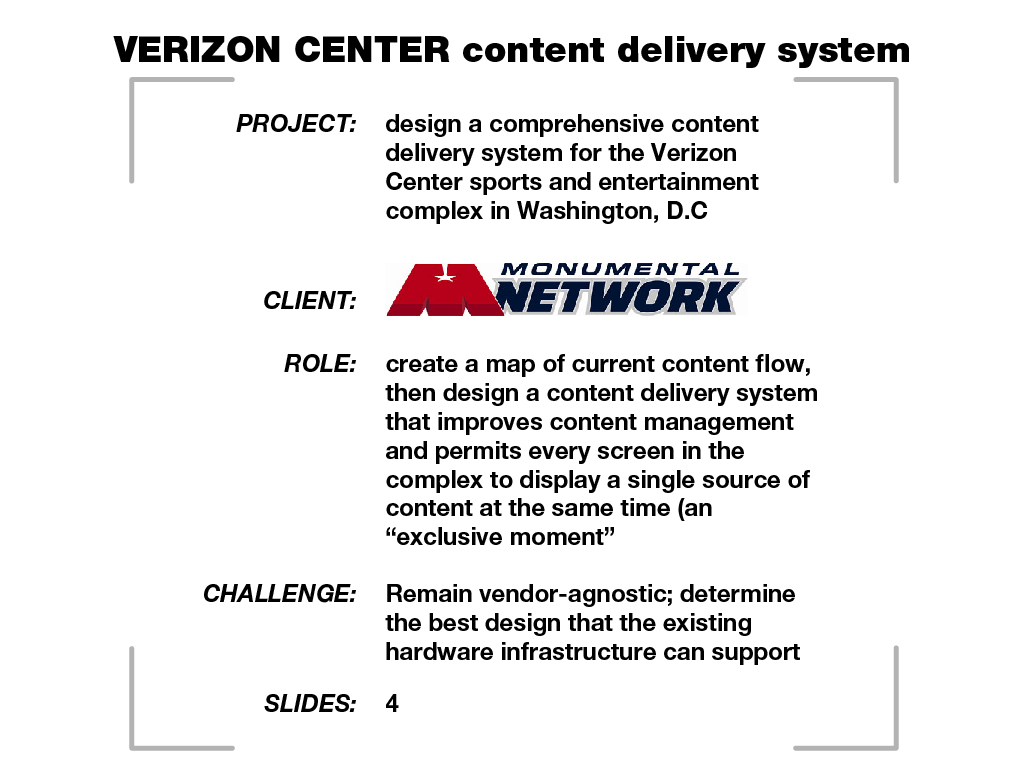 VERIZON CENTER content delivery system
PROJECT: design a comprehensive content
delivery system for the Verizon
Center sports and entertainment
complex in Washington, D.C
CLIENT: MONUMENTAL
NETWORK
ROLE: create a map of current content flow,
then design a content delivery system
that improves content management
and permits every screen in the
complex to display a single source of
content at the same time (an
“exclusive moment”
CHALLENGE: Remain vendor-agnostic; determine
the best design that the existing
hardware infrastructure can support
SLIDES: 4